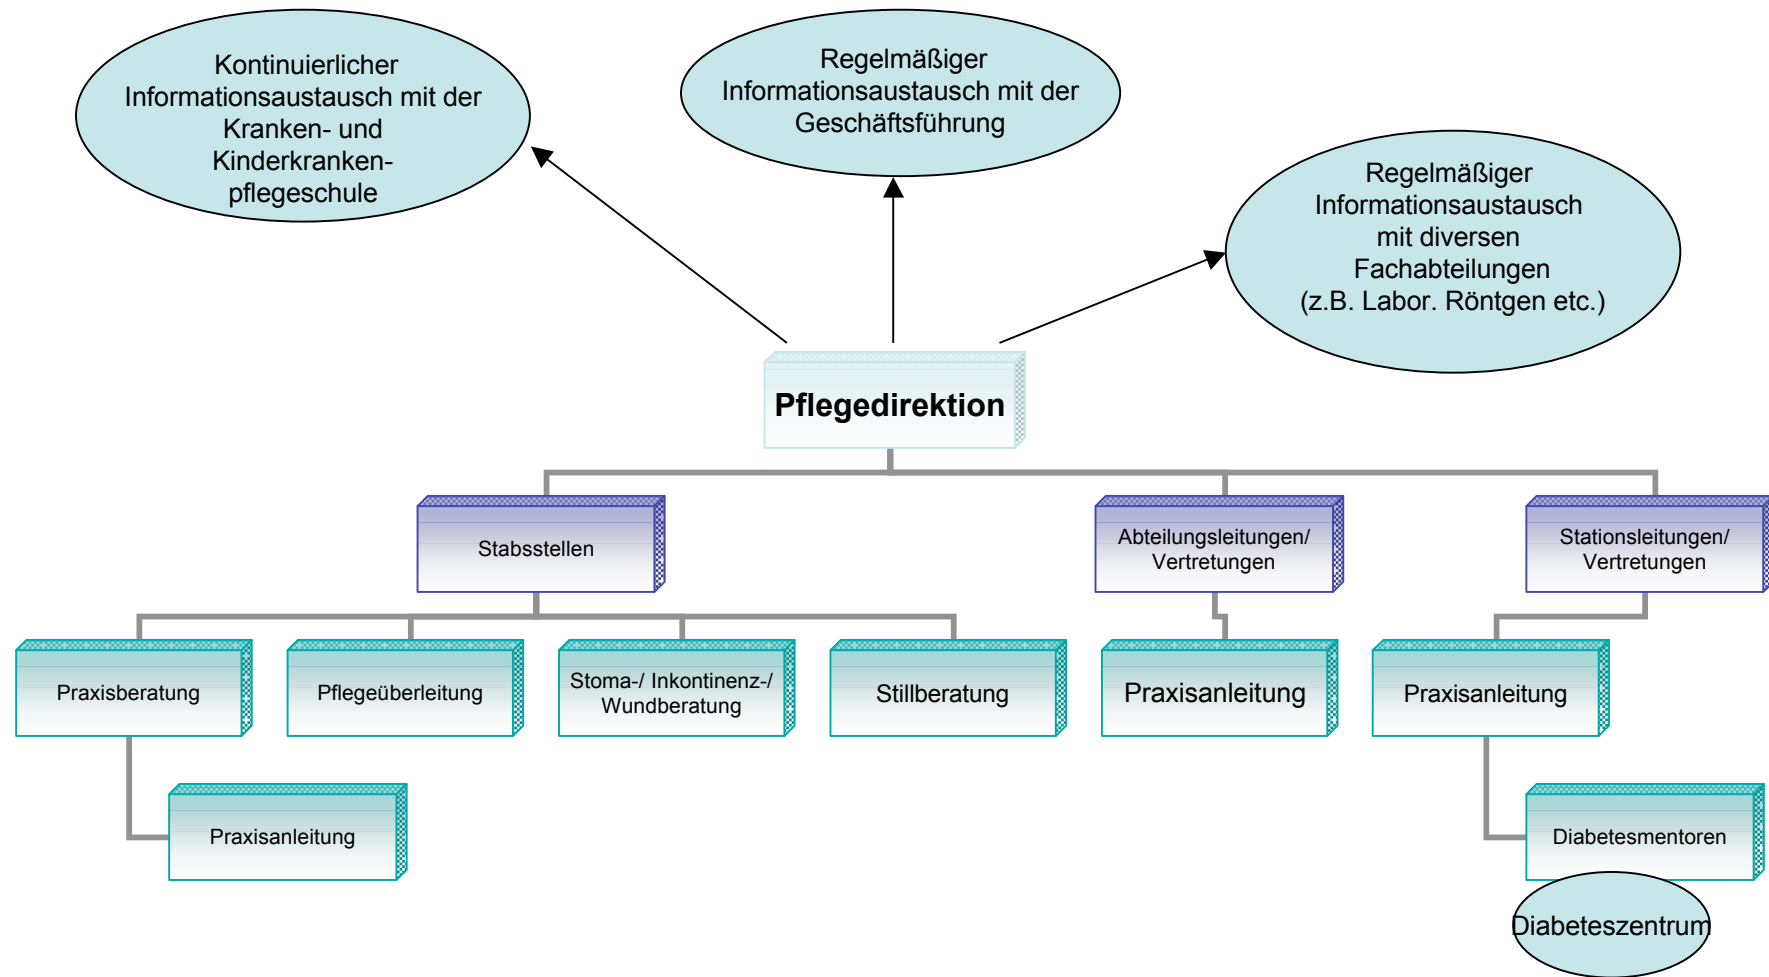 Kontinuierlicher
Informationsaustausch mit der
Kranken- und
Kinderkranken-
pflegeschule
Regelmäßiger
Informationsaustausch mit der
Geschäftsführung
Regelmäßiger
Informationsaustausch
mit diversen
Fachabteilungen
(z.B. Labor. Röntgen etc.)
Pflegedirektion
Stabsstellen
Abteilungsleitungen/
Vertretungen
Stationsleitungen/
Vertretungen
Praxisberatung
Pflegeüberleitung
Stoma-/ Inkontinenz-/
Wundberatung
Stillberatung
Praxisanleitung
Praxisanleitung
Praxisanleitung
Diabetesmentoren
Diabeteszentrum